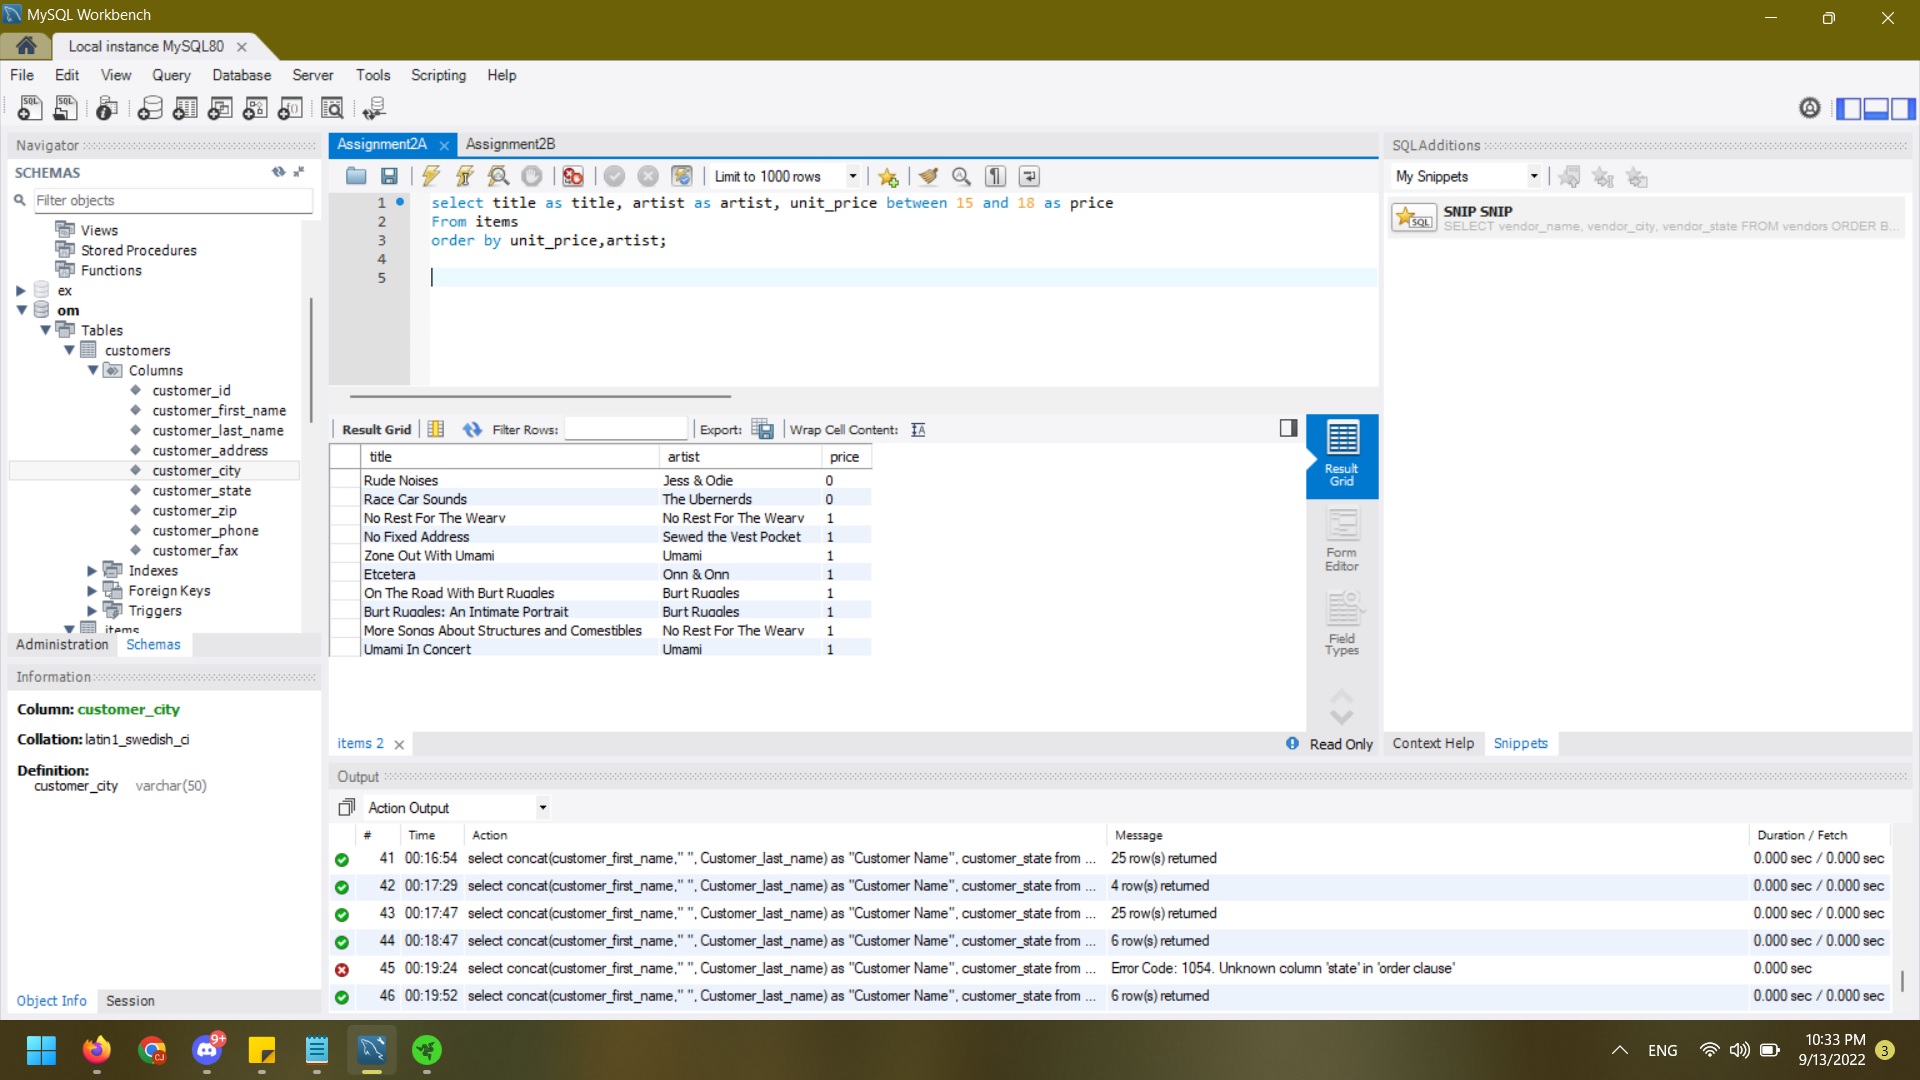 MySQL Workbench
Local instance MySQL80
File Edit View Query Database Server Tools Scripting Help
Navigator
SCHEMAS
Filter objects
Views
Stored Procedures
Functions
ex
om
Tables
customers
Columns
customer_id
customer_first_name
customer_last_name
customer_address
customer_city
customer_state
customer_zip
customer_phone
customer_fax
Indexes
Foreign Keys
Triggers
items
Administration Schemas
Information
Column: customer_city
Collation: latin1_swedish_ci
Definition:
customer_city varchar(50)
Object Info Session
Assignment2A Assignment2B
Limit to 1000 rows
1 select title as title, artist as artist, unit_price between 15 and 18 as price
2 From items
3 order by unit_price,artist;
4
5
Result Grid Filter Rows: Export: Wrap Cell Content:
title artist price
Rude Noises Jess & Odie 0
Race Car Sounds The Ubernerds 0
No Rest For The Weary No Rest For The Weary 1
No Fixed Address Sewed the Vest Pocket 1
Zone Out With Umami Umami 1
Etcetera Onn & Onn 1
On The Road With Burt Ruggles Burt Ruggles 1
Burt Ruggles: An Intimate Portrait Burt Ruggles 1
More Songs About Structures and Comestibles No Rest For The Weary 1
Umami In Concert Umami 1
Result
Grid
Form
Editor
Field
Types
items 2 Read Only
SQLAdditions
My Snippets
SQL
SNIP SNIP
SELECT vendor_name, vendor_city, vendor_state FROM vendors ORDER B...
Context Help Snippets
Output
Action Output
# Time Action Message Duration / Fetch
41 00:16:54 select concat(customer_first_name," ", Customer_last_name) as "Customer Name", customer_state from ... 25 row(s) returned 0.000 sec / 0.000 sec
42 00:17:29 select concat(customer_first_name," ", Customer_last_name) as "Customer Name", customer_state from ... 4 row(s) returned 0.000 sec / 0.000 sec
43 00:17:47 select concat(customer_first_name," ", Customer_last_name) as "Customer Name", customer_state from ... 25 row(s) returned 0.000 sec / 0.000 sec
44 00:18:47 select concat(customer_first_name," ", Customer_last_name) as "Customer Name", customer_state from ... 6 row(s) returned 0.000 sec / 0.000 sec
45 00:19:24 select concat(customer_first_name," ", Customer_last_name) as "Customer Name", customer_state from ... Error Code: 1054. Unknown column 'state' in 'order clause' 0.000 sec
46 00:19:52 select concat(customer_first_name," ", Customer_last_name) as "Customer Name", customer_state from ... 6 row(s) returned 0.000 sec / 0.000 sec
CJ
9+
ENG
10:33 PM
9/13/2022
3